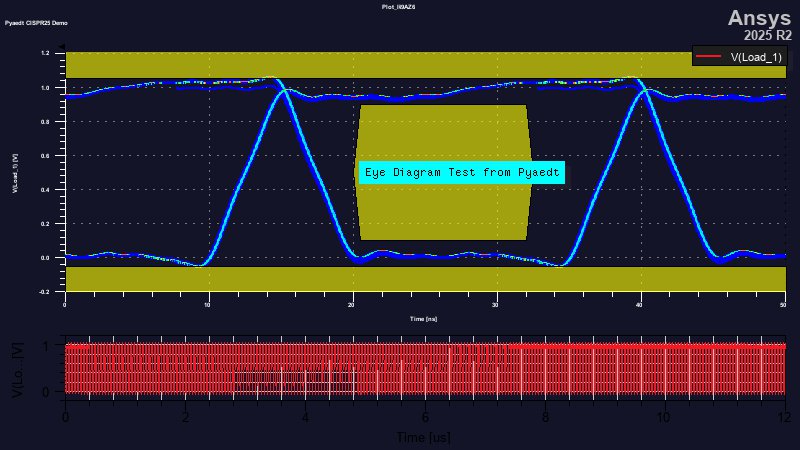 Plot_I69AZ6
Pyaedt CISPR25 Demo
Ansys
2025 R2
V(Load_1)
1.2
1.0
0.8
0.6
0.4
0.2
0.0
-0.2
V(Load_1) [V]
Eye Diagram Test from Pyaedt
0 10 20 30 40 50
Time [ns]
V(Lo...[V]
1
0
0 2 4 6 8 10 12
Time [us]